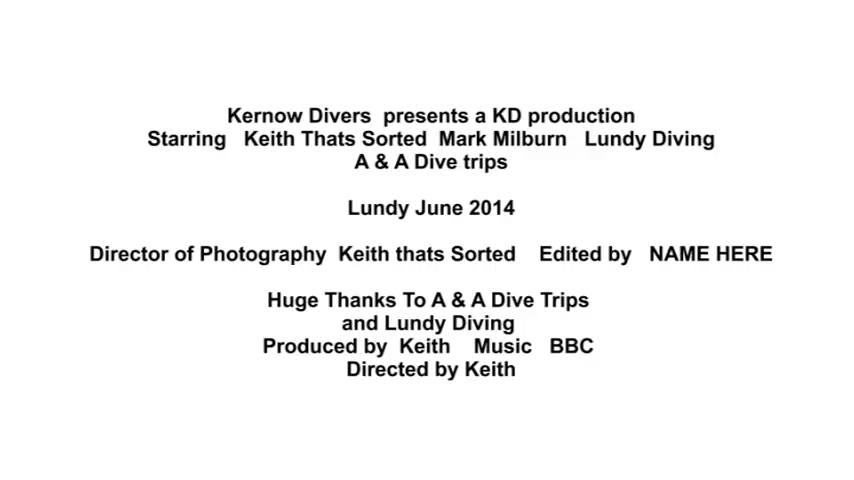 Kernow Divers presents a KD production
Starring Keith Thats Sorted Mark Milburn Lundy Diving
A & A Dive trips
Lundy June 2014
Director of Photography Keith thats Sorted Edited by NAME HERE
Huge Thanks To A & A Dive Trips
and Lundy Diving
Produced by Keith Music BBC
Directed by Keith